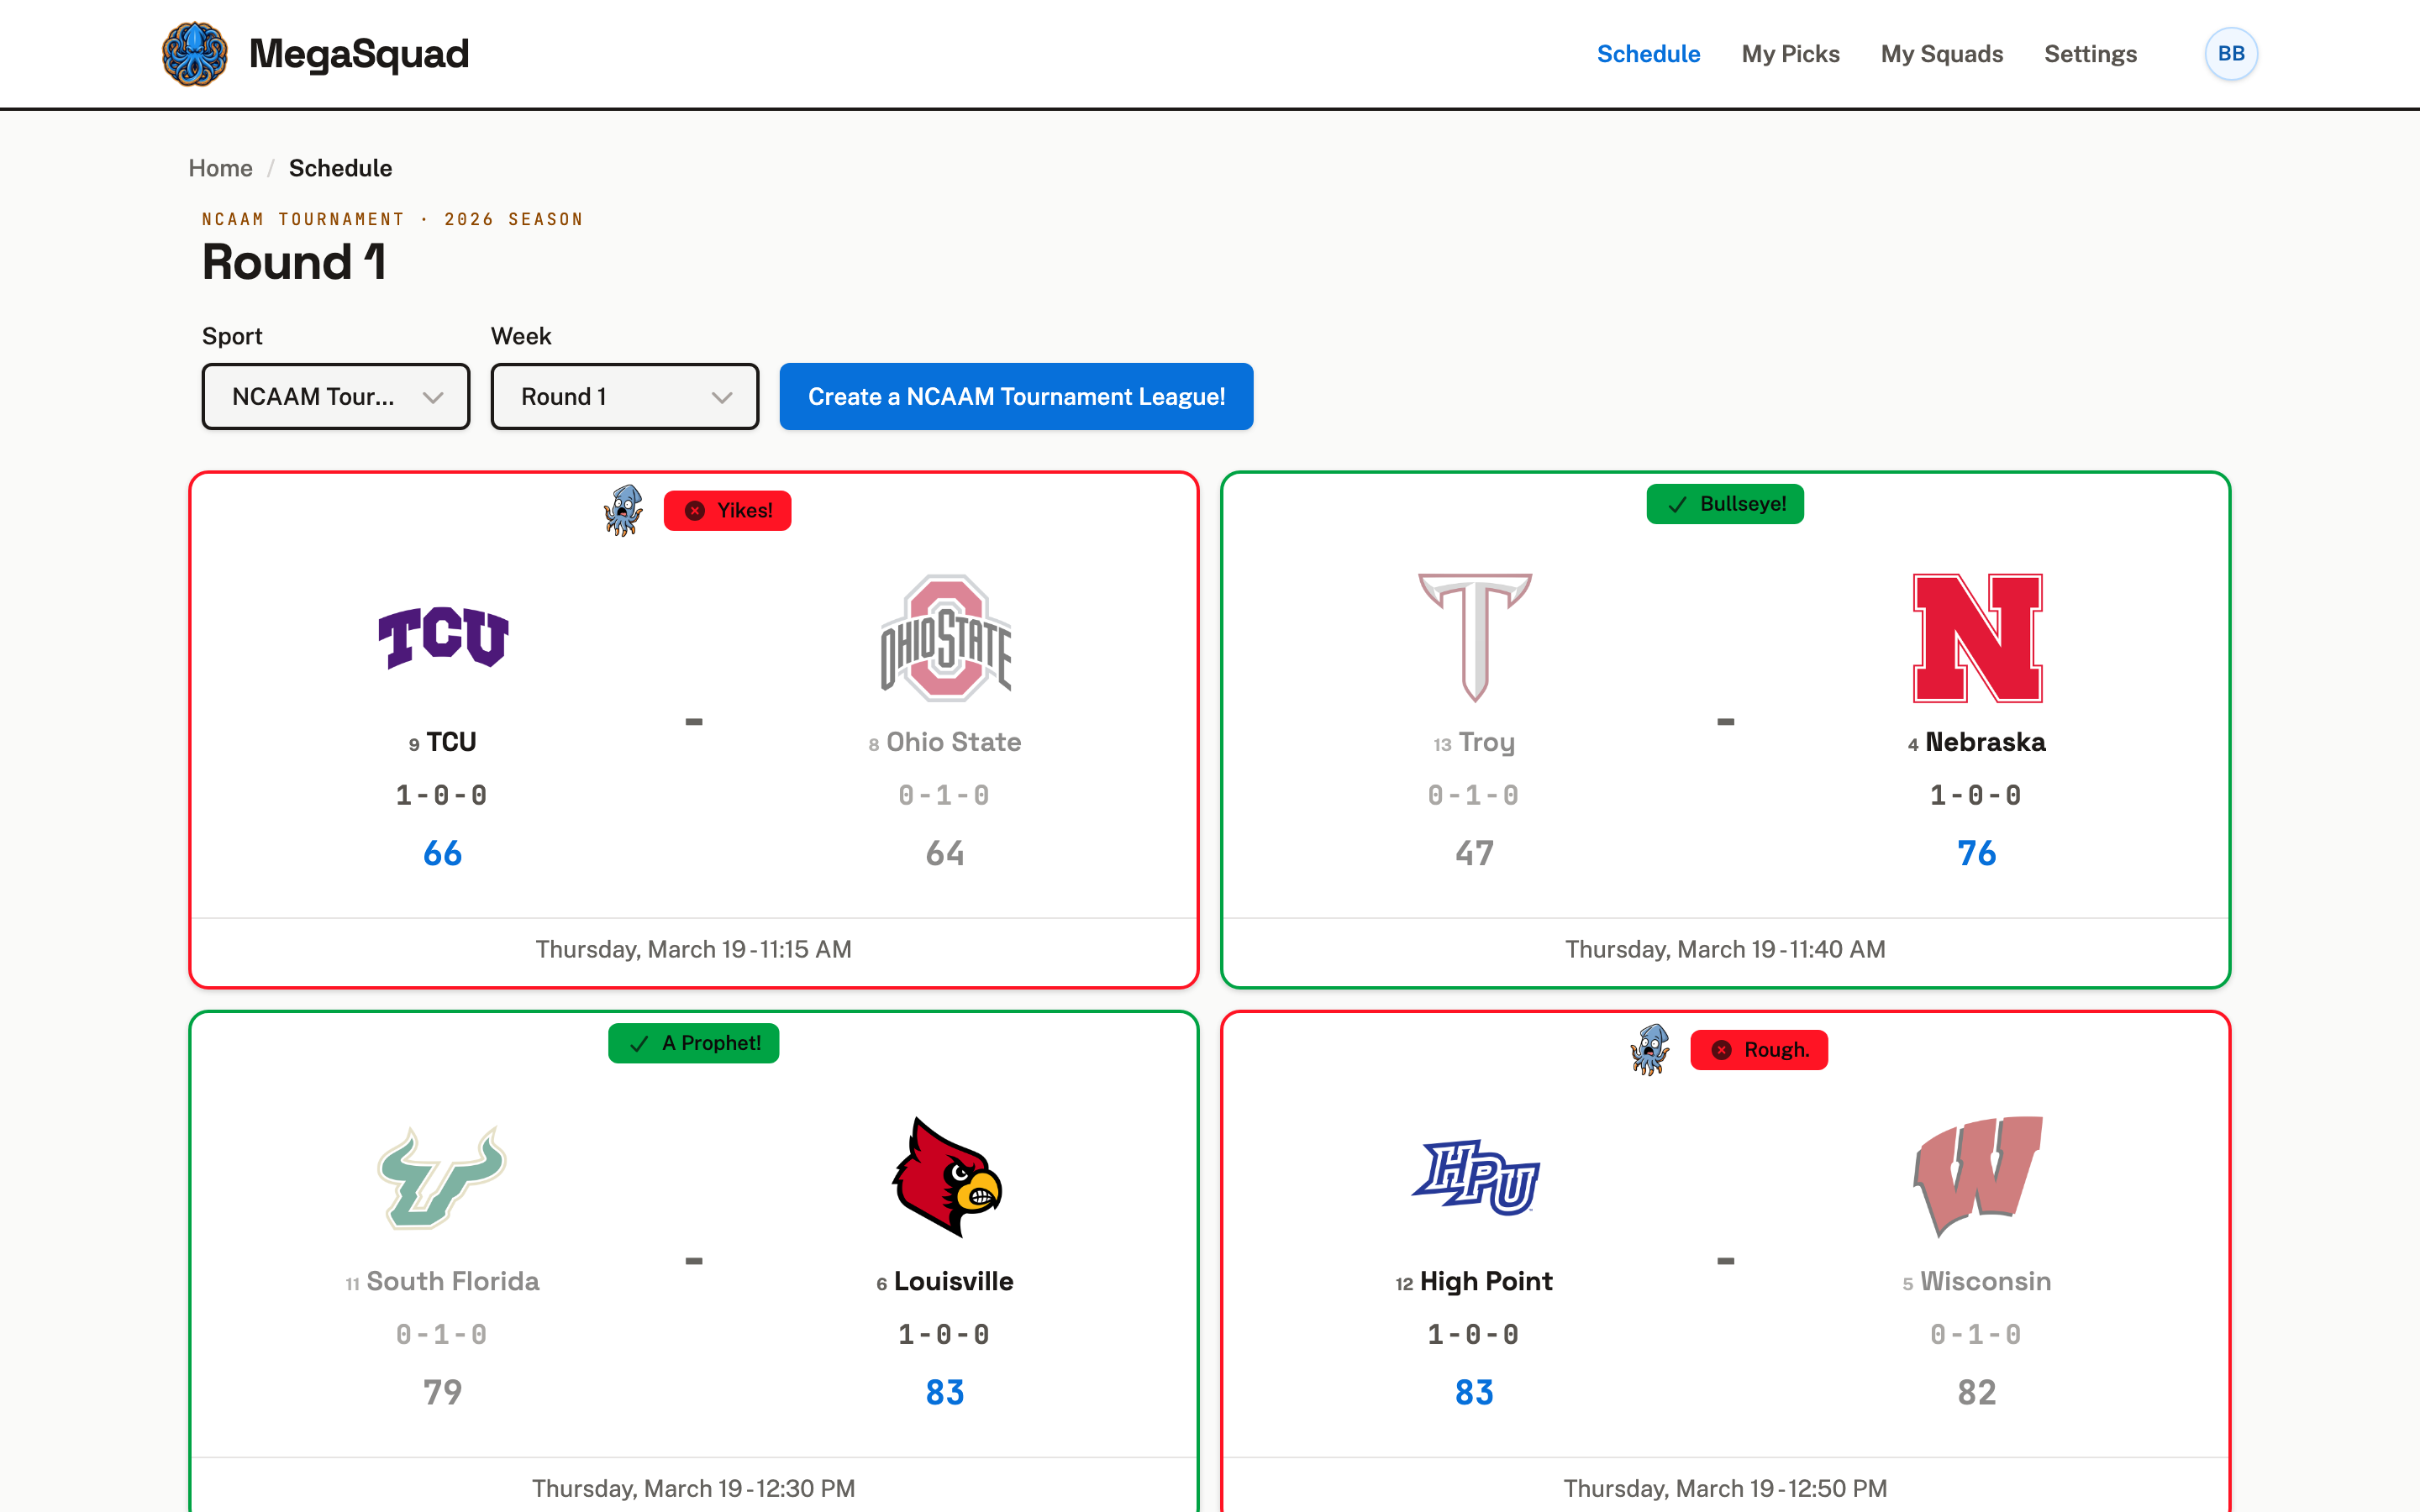 MegaSquad
Schedule
My Picks
My Squads
Settings
BB
Home / Schedule
NCAAM TOURNAMENT · 2026 SEASON
Round 1
Sport
Week
NCAAM Tour...
Round 1
Create a NCAAM Tournament League!
Yikes!
TCU
OHIO STATE
9 TCU
-
8 Ohio State
1-0-0
0-1-0
66
64
Thursday, March 19 - 11:15 AM
Bullseye!
T
N
13 Troy
-
4 Nebraska
0-1-0
1-0-0
47
76
Thursday, March 19 - 11:40 AM
A Prophet!
11 South Florida
-
6 Louisville
0-1-0
1-0-0
79
83
Thursday, March 19 - 12:30 PM
Rough.
HPU
W
12 High Point
-
5 Wisconsin
1-0-0
0-1-0
83
82
Thursday, March 19 - 12:50 PM